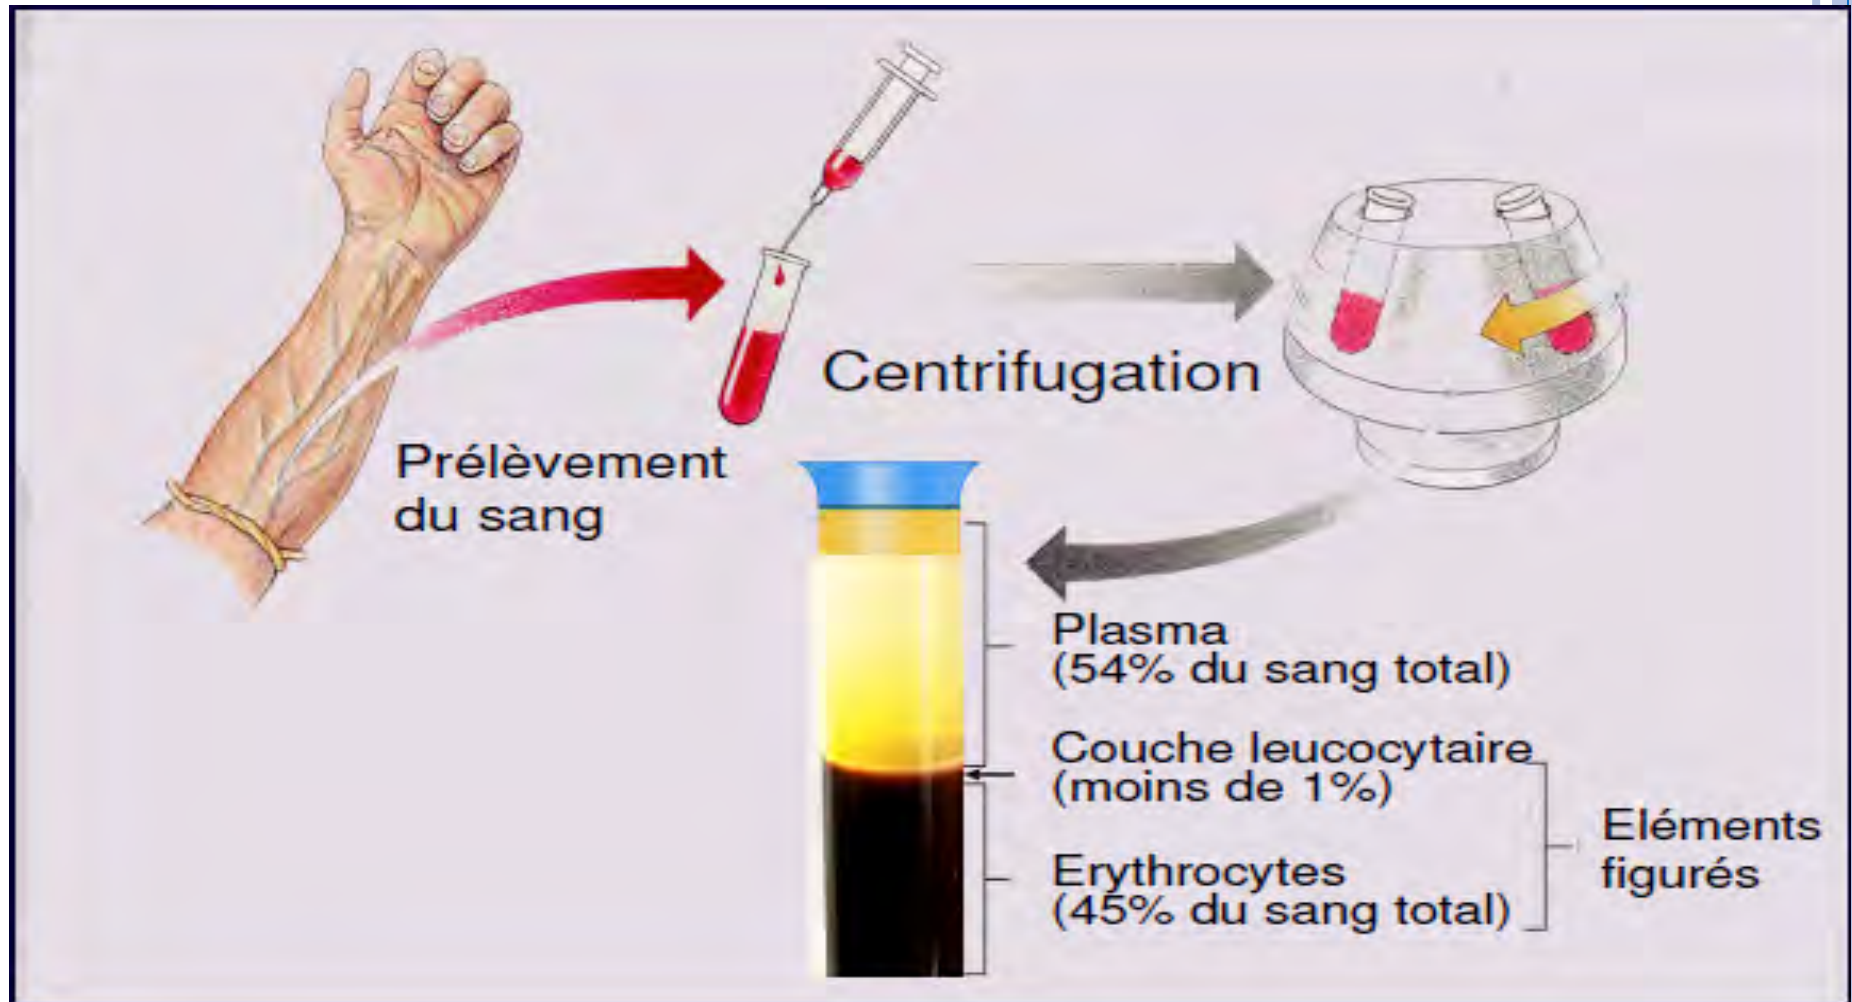 Centrifugation
Prélèvement
du sang
Plasma
(54% du sang total)
Couche leucocytaire
(moins de 1%)
Erythrocytes
(45% du sang total)
Eléments
figurés